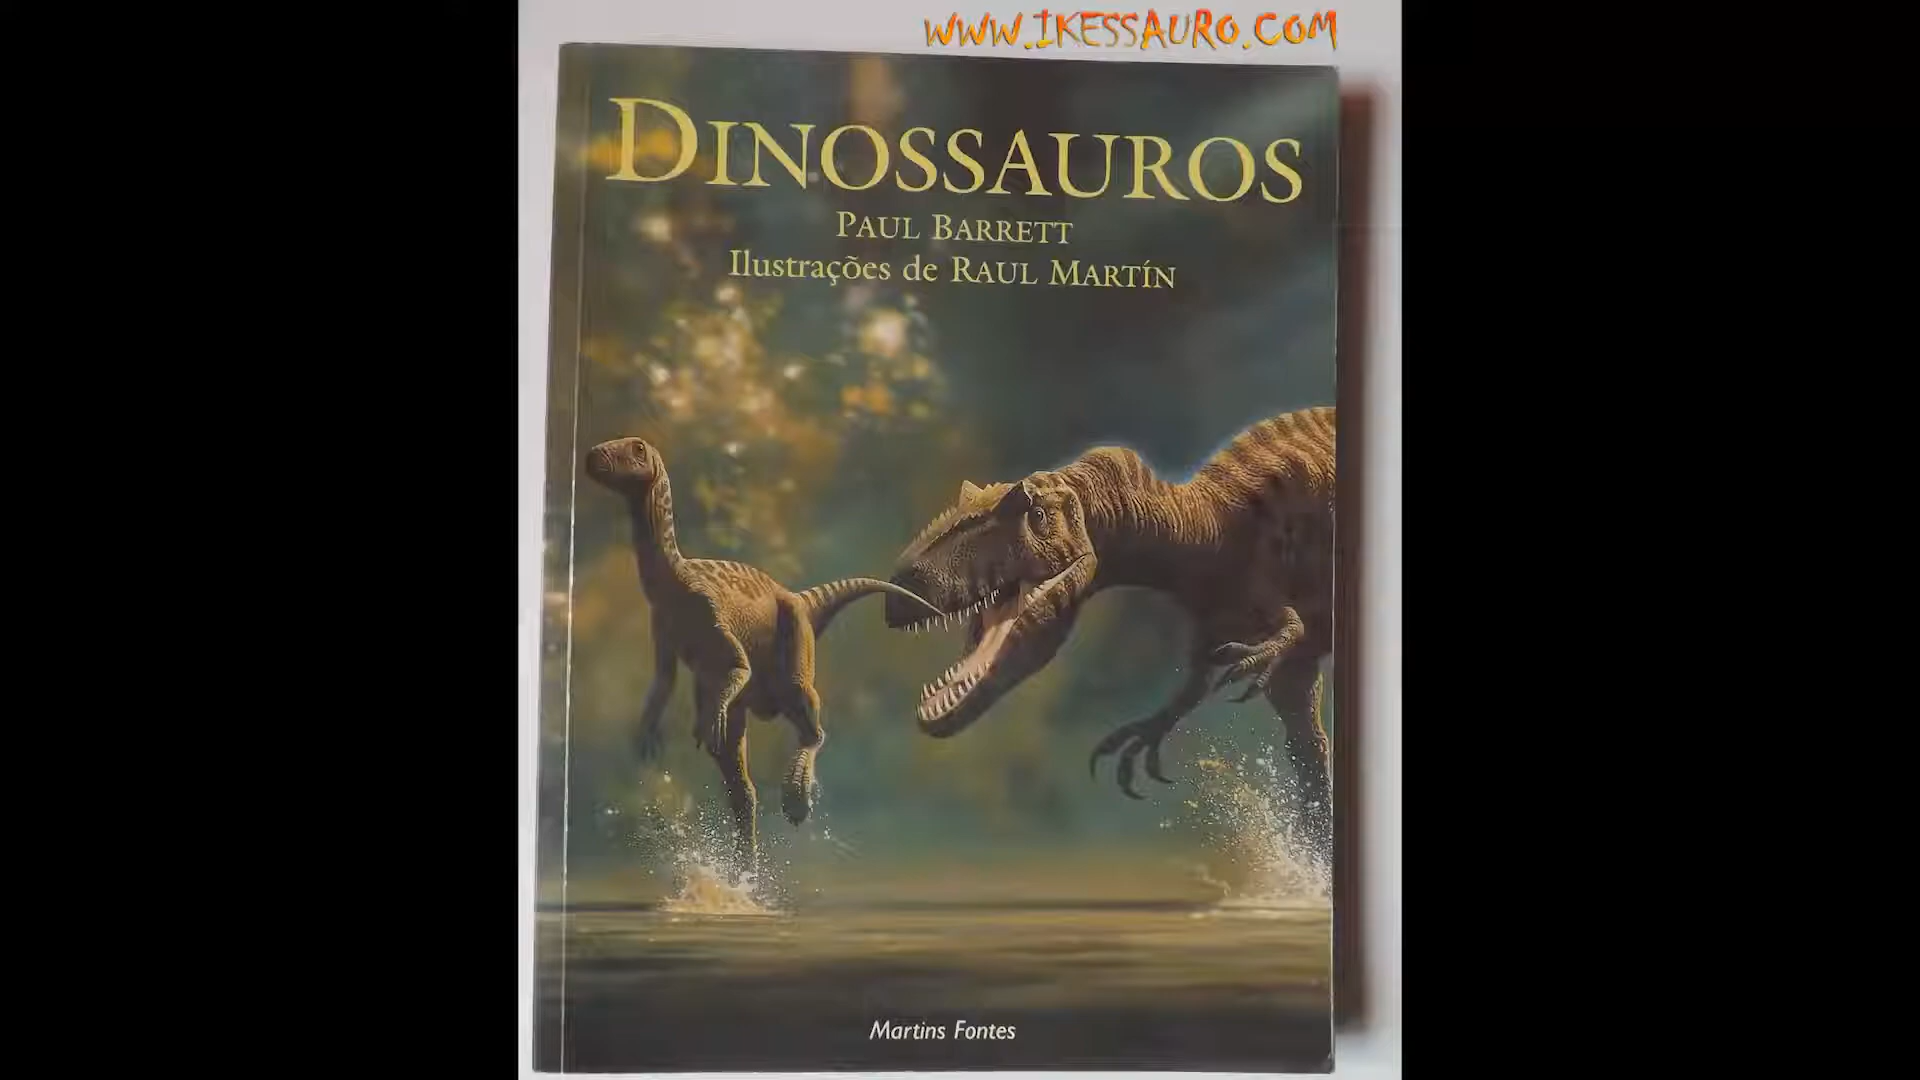 WWW.IKESSAURO.COM
DINOSSAUROS
PAUL BARRETT
Ilustrações de RAUL MARTÍN
Martins Fontes